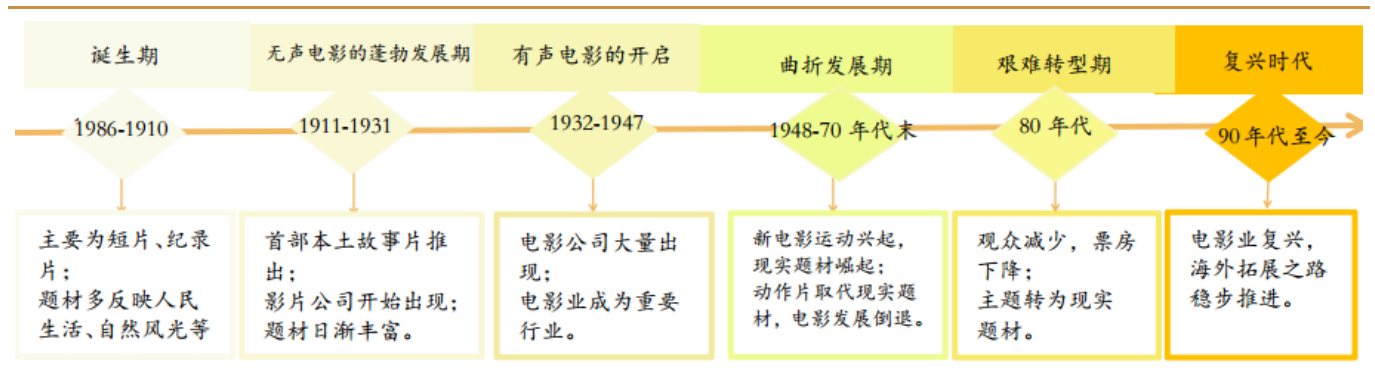 诞生期
无声电影的蓬勃发展期
有声电影的开启
曲折发展期
艰难转型期
复兴时代
1986-1910
1911-1931
1932-1947
1948-70 年代末
80 年代
90 年代至今
主要为短片、纪录
片；
题材多反映人民
生活、自然风光等
首部本土故事片推
出；
影片公司开始出现；
题材日渐丰富。
电影公司大量出
现；
电影业成为重要
行业。
新电影运动兴起，
现实题材崛起；
动作片取代现实题
材，电影发展倒退。
观众减少，票房
下降；
主题转为现实
题材。
电影业复兴，
海外拓展之路
稳步推进。